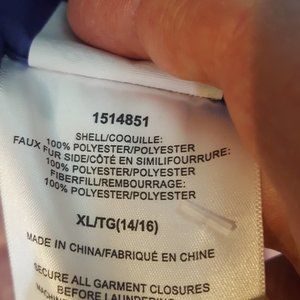 1514851
SHELL/COQUILLE:
100% POLYESTER/POLYESTER
FAUX FUR SIDE/CÔTÉ EN SIMILIFOURRURE:
100% POLYESTER/POLYESTER
FIBERFILL/REMBOURRAGE:
100% POLYESTER/POLYESTER
XL/TG(14/16)
MADE IN CHINA/FABRIQUÉ EN CHINE
SECURE ALL GARMENT CLOSURES
BEFORE LAUNDERING